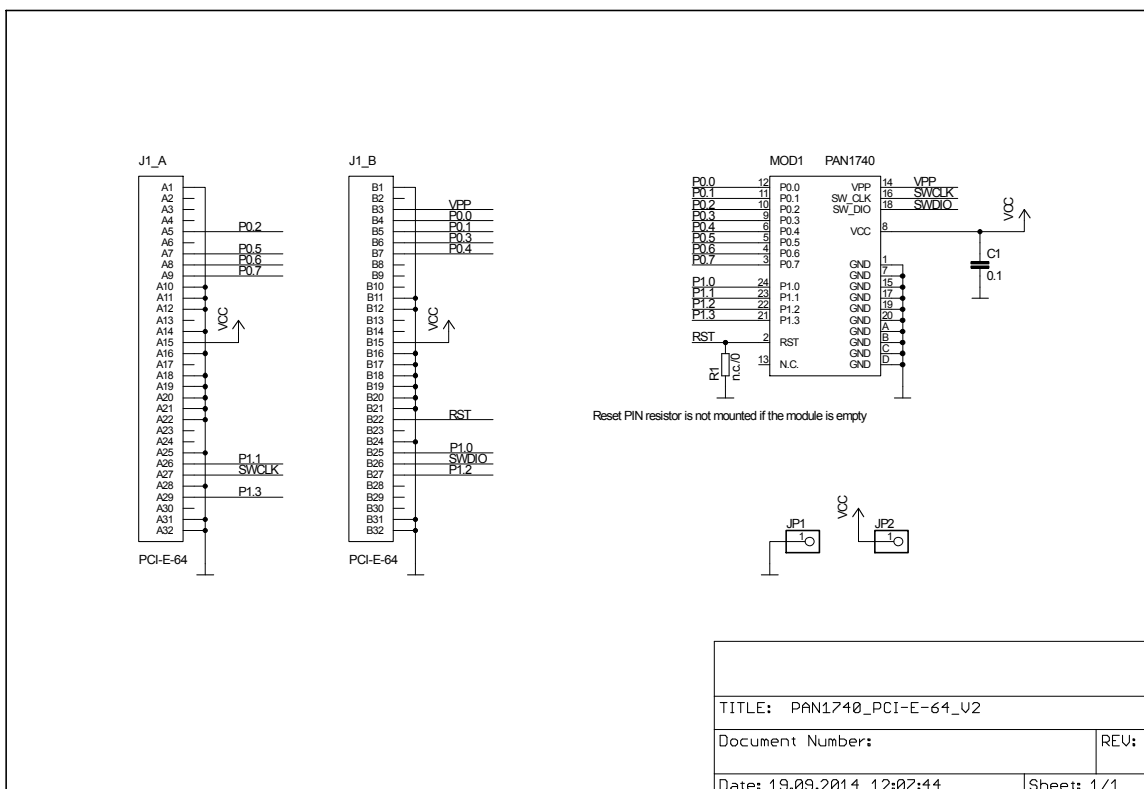 J1_A
A1
A2
A3
A4
A5 P0.2
A6
A7 P0.5
A8 P0.6
A9 P0.7
A10
A11
A12
A13
A14
A15 VCC
A16
A17
A18
A19
A20
A21
A22
A23
A24
A25
A26 P1.1
A27 SWCLK
A28
A29 P1.3
A30
A31
A32
PCI-E-64
J1_B
B1
B2
B3 VPP
B4 P0.0
B5 P0.1
B6 P0.3
B7 P0.4
B8
B9
B10
B11
B12
B13
B14
B15 VCC
B16
B17
B18
B19
B20
B21
B22 RST
B23
B24
B25 P1.0
B26 SWDIO
B27 P1.2
B28
B29
B30
B31
B32
PCI-E-64
MOD1 PAN1740
P0.0 12 P0.0 VPP 14 VPP
P0.1 11 P0.1 SW_CLK 16 SWCLK
P0.2 10 P0.2 SW_DIO 18 SWDIO
P0.3 9 P0.3
P0.4 6 P0.4 VCC 8 VCC
P0.5 5 P0.5
P0.6 4 P0.6
P0.7 3 P0.7 GND 1
GND 7
P1.0 24 P1.0 GND 15
P1.1 23 P1.1 GND 17
P1.2 22 P1.2 GND 19
P1.3 21 P1.3 GND 20
GND A
RST 2 RST GND B
GND C
13 N.C. GND D
C1
0.1
R1
n.c./0
Reset PIN resistor is not mounted if the module is empty
JP1
1
VCC
JP2
1
TITLE: PAN1740_PCI-E-64_V2
Document Number:
REV:
Date: 19.09.2014 12:07:44
Sheet: 1/1